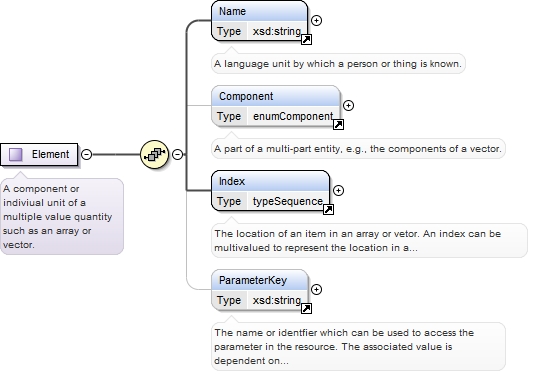 Name
Type xsd:string
A language unit by which a person or thing is known.
Component
Type enumComponent
A part of a multi-part entity, e.g., the components of a vector.
Element
A component or
indiviual unit of a
multiple value quantity
such as an array or
vector.
Index
Type typeSequence
The location of an item in an array or vetor. An index can be
multivalued to represent the location in a...
ParameterKey
Type xsd:string
The name or identfier which can be used to access the
parameter in the resource. The associated value is
dependent on...